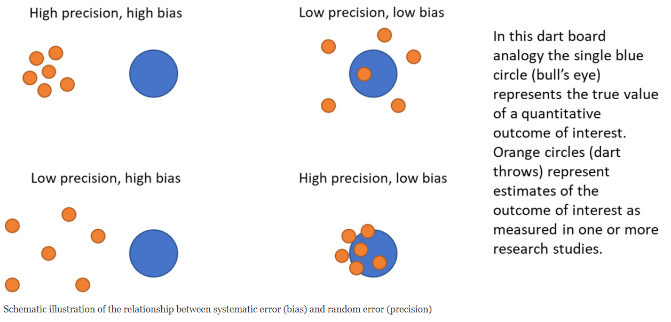 High precision, high bias
Low precision, low bias
In this dart board
analogy the single blue
circle (bull's eye)
represents the true value
of a quantitative
outcome of interest.
Orange circles (dart
throws) represent
estimates of the
outcome of interest as
measured in one or more
research studies.
Low precision, high bias
High precision, low bias
Schematic illustration of the relationship between systematic error (bias) and random error (precision)